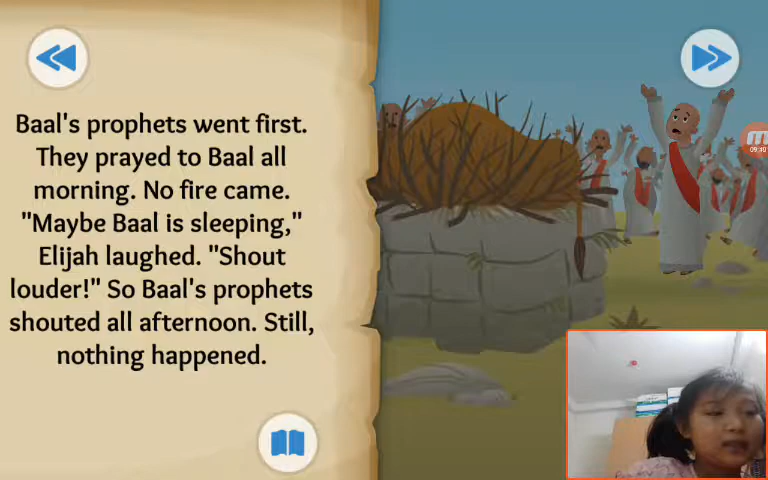 Baal's prophets went first.
They prayed to Baal all
morning. No fire came.
"Maybe Baal is sleeping,"
Elijah laughed. "Shout
louder!" So Baal's prophets
shouted all afternoon. Still,
nothing happened.